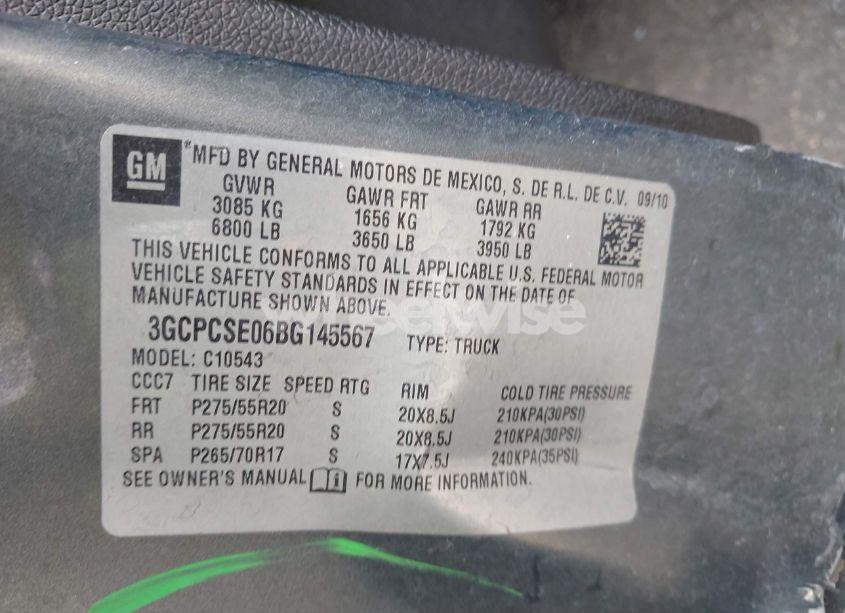 GM
*MFD BY GENERAL MOTORS DE MEXICO, S. DE R.L. DE C.V. 09/10
GVWR GAWR FRT GAWR RR
3085 KG 1656 KG 1792 KG
6800 LB 3650 LB 3950 LB
THIS VEHICLE CONFORMS TO ALL APPLICABLE U.S. FEDERAL MOTOR
VEHICLE SAFETY STANDARDS IN EFFECT ON THE DATE OF
MANUFACTURE SHOWN ABOVE.
3GCPCSE06BG145567 TYPE: TRUCK
MODEL: C10543
CCC7 TIRE SIZE SPEED RTG RIM COLD TIRE PRESSURE
FRT P275/55R20 S 20X8.5J 210KPA(30PSI)
RR P275/55R20 S 20X8.5J 210KPA(30PSI)
SPA P265/70R17 S 17X7.5J 240KPA(35PSI)
SEE OWNER'S MANUAL i FOR MORE INFORMATION.